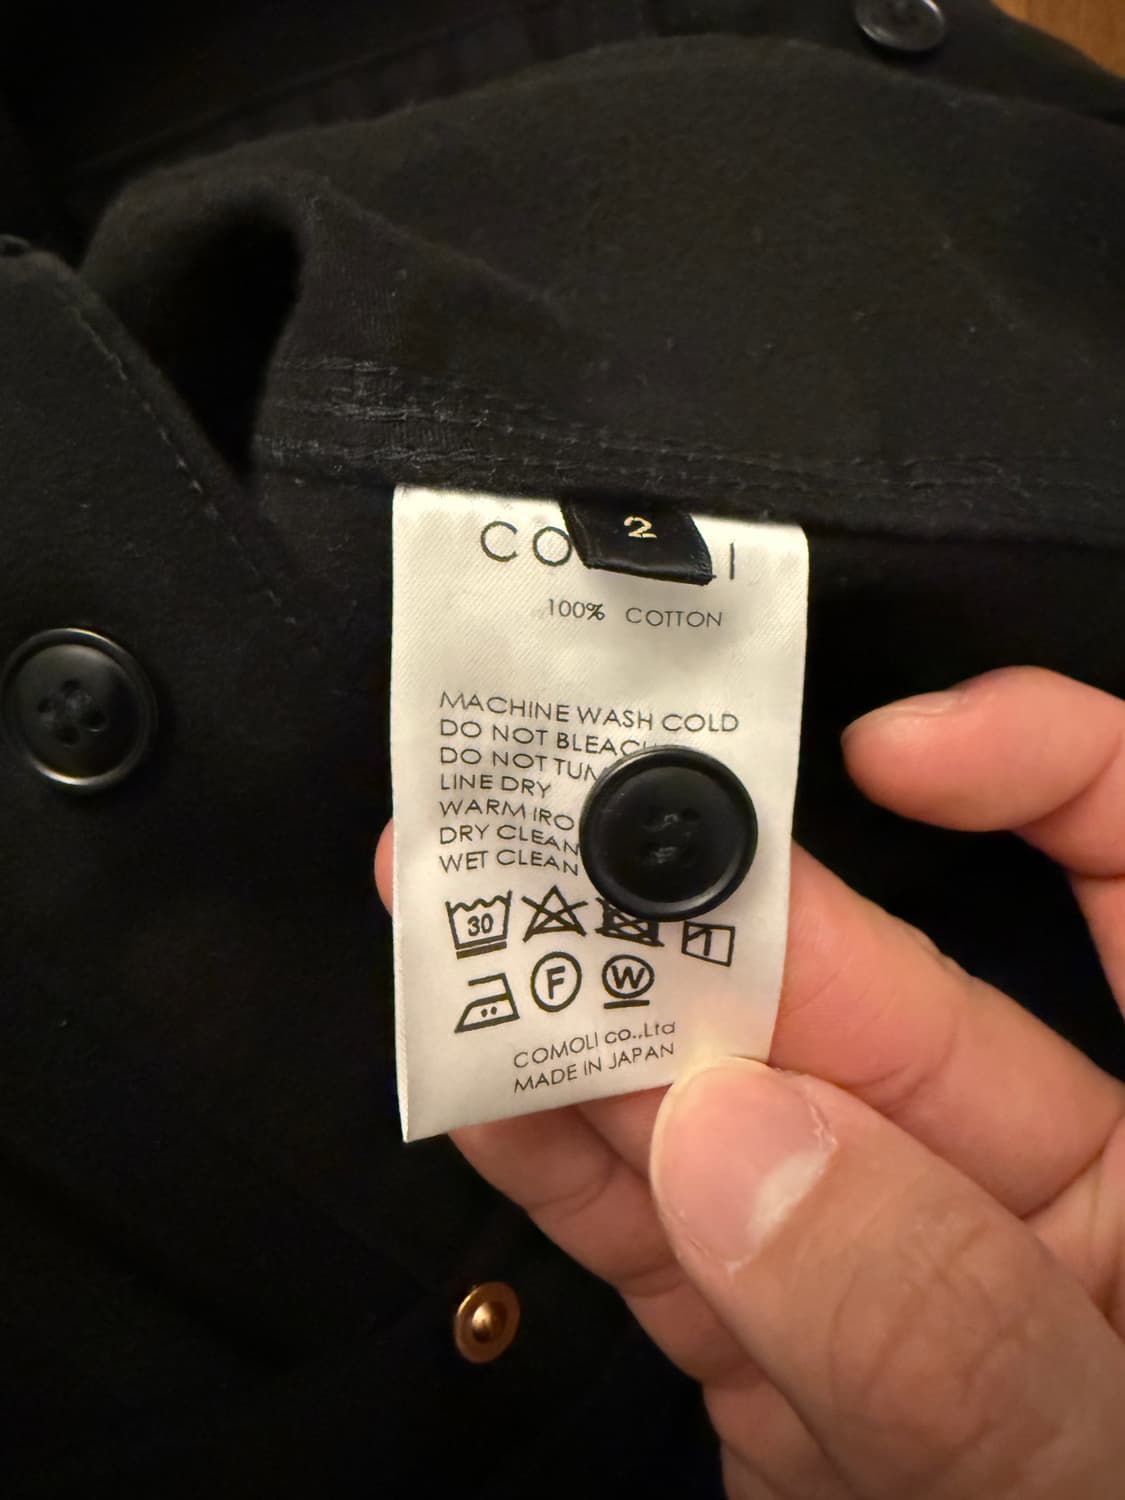 2
100% COTTON
MACHINE WASH COLD
DO NOT
DO NOT
LINE DRY
WARM
DRY CLEAN
WET CLEAN
30
F
W
COMOLI co.,Ltd
MADE IN JAPAN